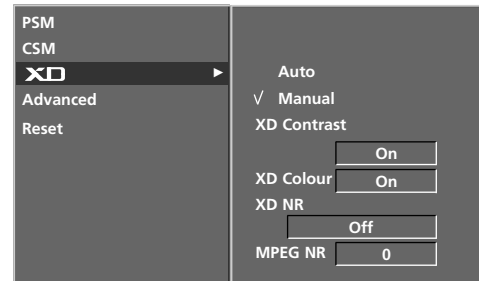 PSM
CSM
XD
Advanced
Reset
Auto
√ Manual
XD Contrast
On
XD Colour On
XD NR
Off
MPEG NR 0